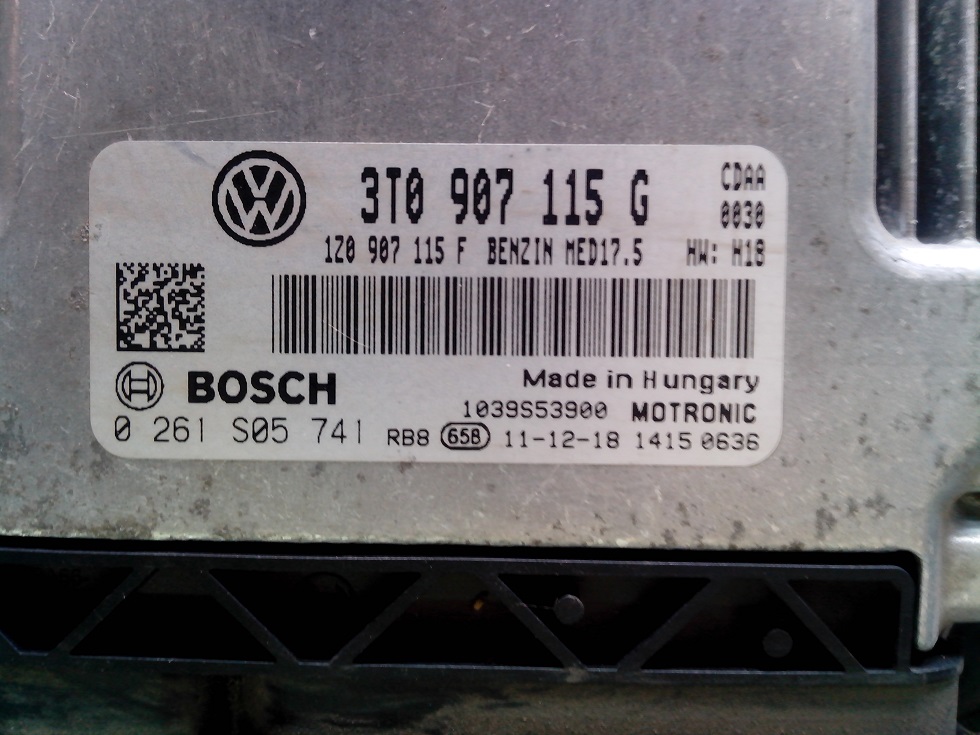 3T0 907 115 G
CDAA
0030
1Z0 907 115 F BENZIN MED17.5 HW: H18
BOSCH
Made in Hungary
1039S53900 MOTRONIC
0 261 S05 741 RB8 658 11-12-18 1415 0636